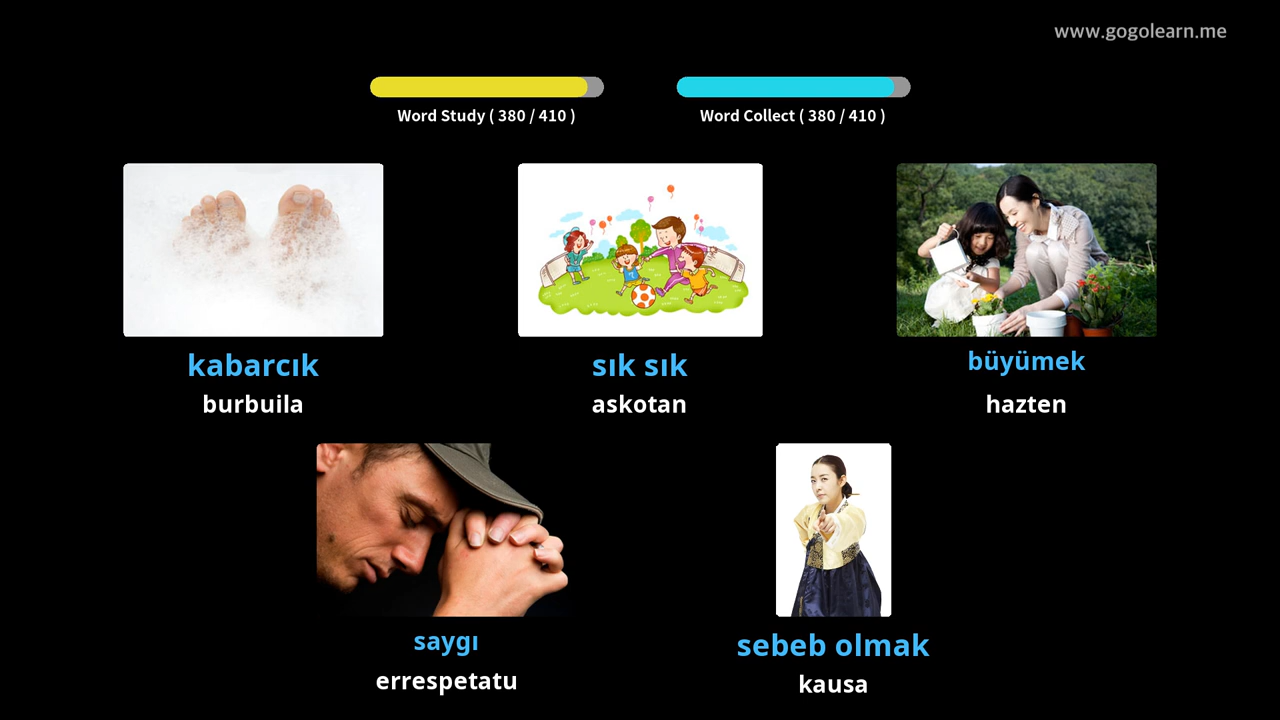 www.gogolearn.me
Word Study ( 380 / 410 )
Word Collect ( 380 / 410 )
kabarcık
burbuila
sık sık
askotan
büyümek
hazten
saygı
errespetatu
sebeb olmak
kausa